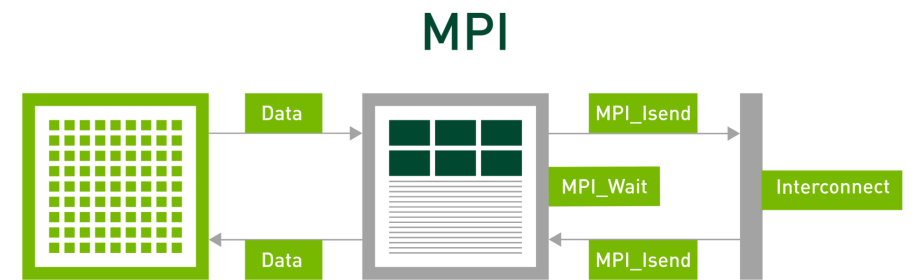 MPI
Data
MPI_Isend
MPI_Wait
Interconnect
Data
MPI_Isend